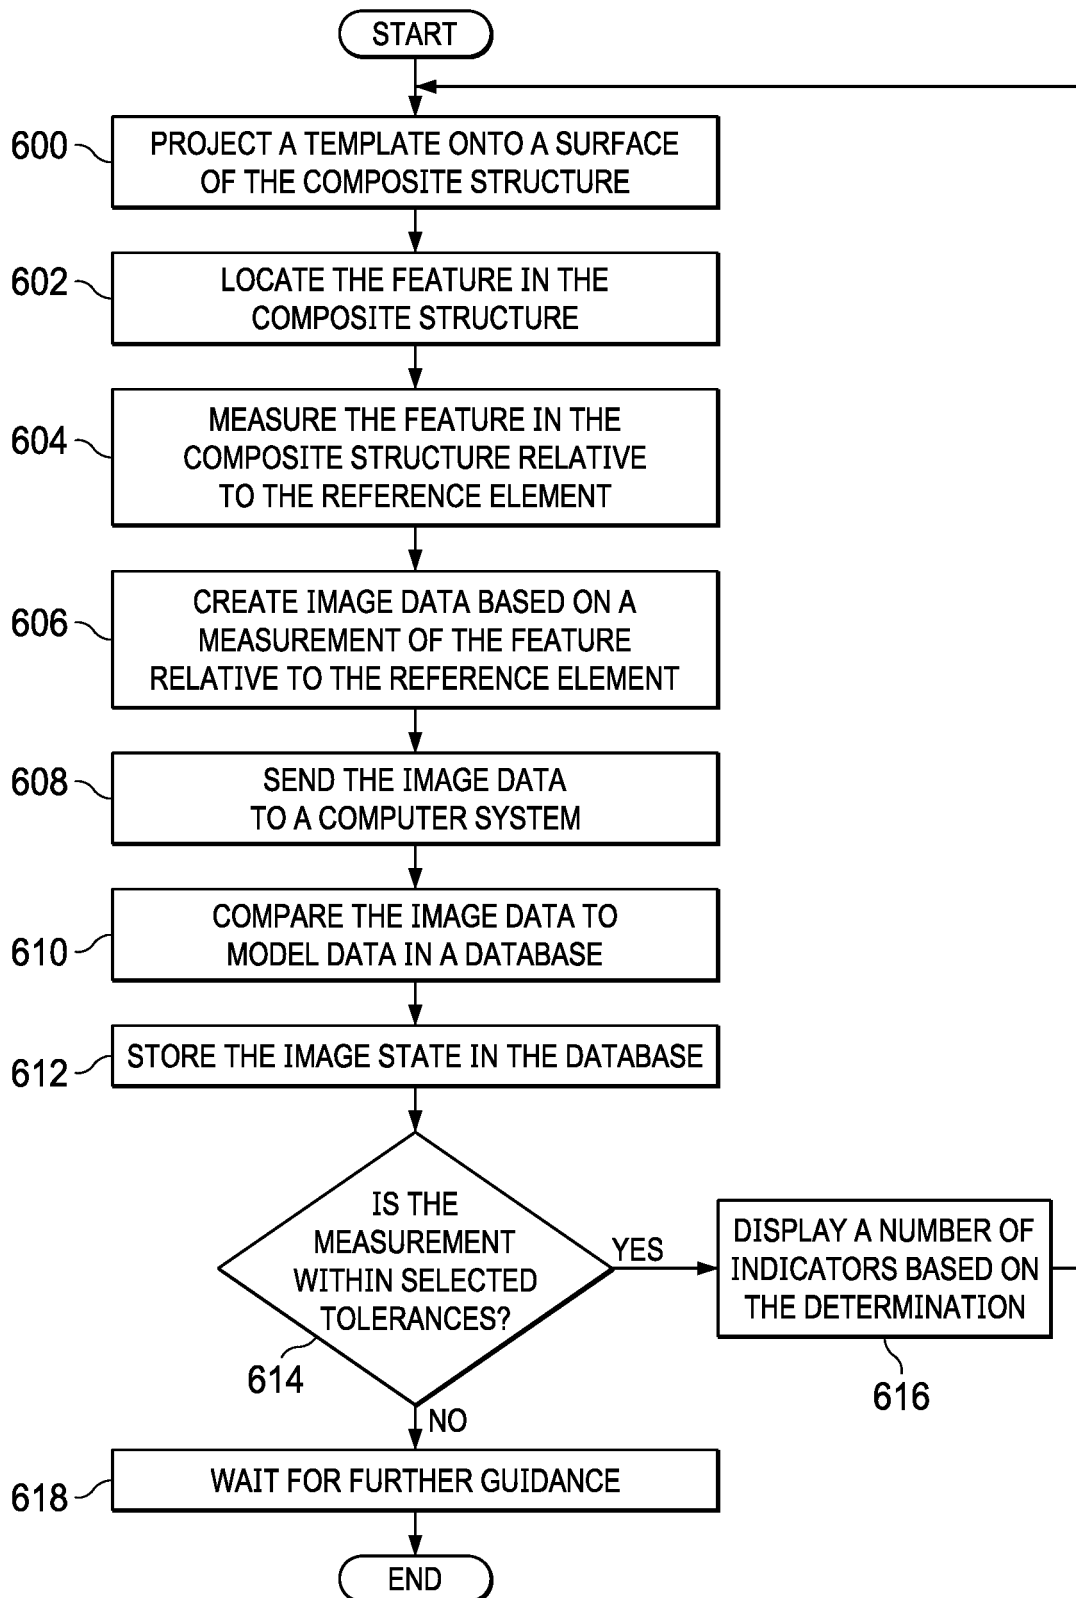 START
600
PROJECT A TEMPLATE ONTO A SURFACE
OF THE COMPOSITE STRUCTURE
602
LOCATE THE FEATURE IN THE
COMPOSITE STRUCTURE
604
MEASURE THE FEATURE IN THE
COMPOSITE STRUCTURE RELATIVE
TO THE REFERENCE ELEMENT
606
CREATE IMAGE DATA BASED ON A
MEASUREMENT OF THE FEATURE
RELATIVE TO THE REFERENCE ELEMENT
608
SEND THE IMAGE DATA
TO A COMPUTER SYSTEM
610
COMPARE THE IMAGE DATA TO
MODEL DATA IN A DATABASE
612
STORE THE IMAGE STATE IN THE DATABASE
IS THE
MEASUREMENT
WITHIN SELECTED
TOLERANCES?
614
YES
DISPLAY A NUMBER OF
INDICATORS BASED ON
THE DETERMINATION
616
NO
618
WAIT FOR FURTHER GUIDANCE
END